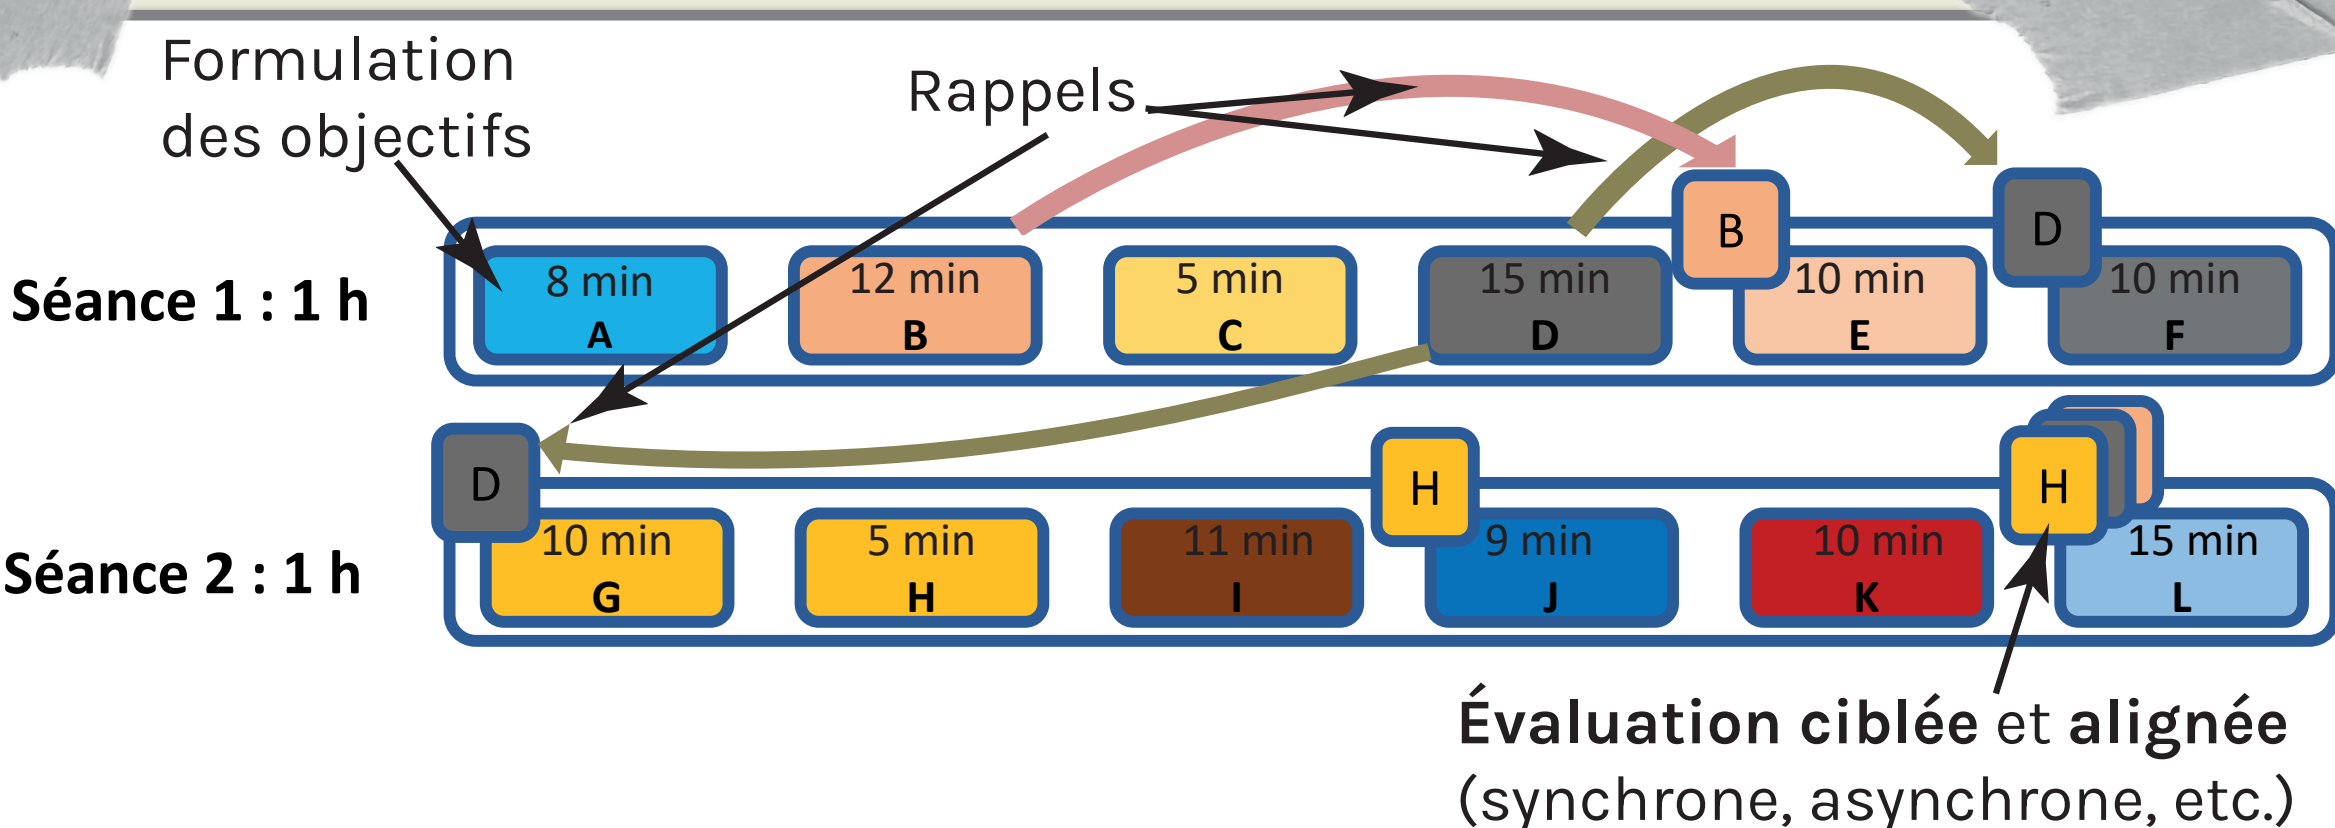 Formulation
des objectifs
Rappels
B
D
Séance 1 : 1 h
8 min
A
12 min
B
5 min
C
15 min
D
10 min
E
10 min
F
D
H
H
Séance 2 : 1 h
10 min
G
5 min
H
11 min
I
9 min
J
10 min
K
15 min
L
Évaluation ciblée et alignée
(synchrone, asynchrone, etc.)